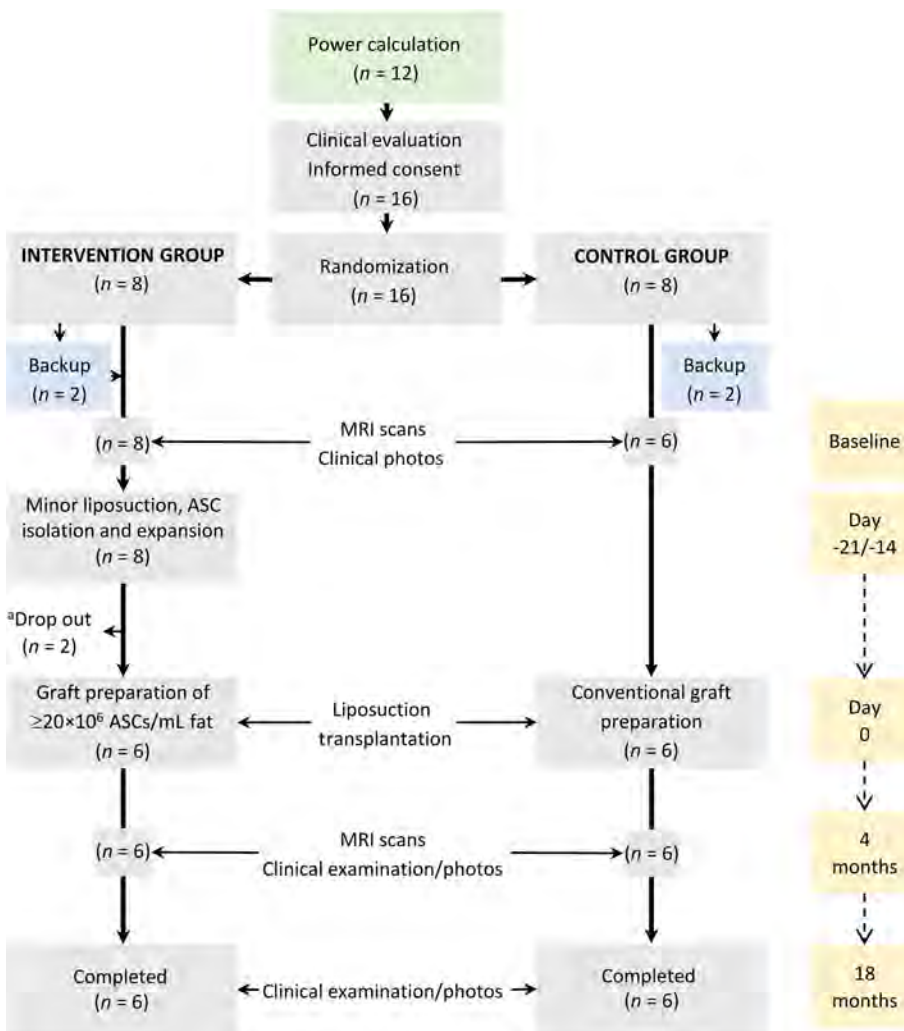 Power calculation
(n = 12)
Clinical evaluation
Informed consent
(n = 16)
INTERVENTION GROUP
(n = 8)
Randomization
(n = 16)
CONTROL GROUP
(n = 8)
Backup
(n = 2)
Backup
(n = 2)
(n = 8)
MRI scans
Clinical photos
(n = 6)
Baseline
Minor liposuction, ASC
isolation and expansion
(n = 8)
Day
-21/-14
ᵃDrop out
(n = 2)
Graft preparation of
≥20×10⁶ ASCs/mL fat
(n = 6)
Liposuction
transplantation
Conventional graft
preparation
(n = 6)
Day
0
(n = 6)
MRI scans
Clinical examination/photos
(n = 6)
4
months
Completed
(n = 6)
Clinical examination/photos
Completed
(n = 6)
18
months